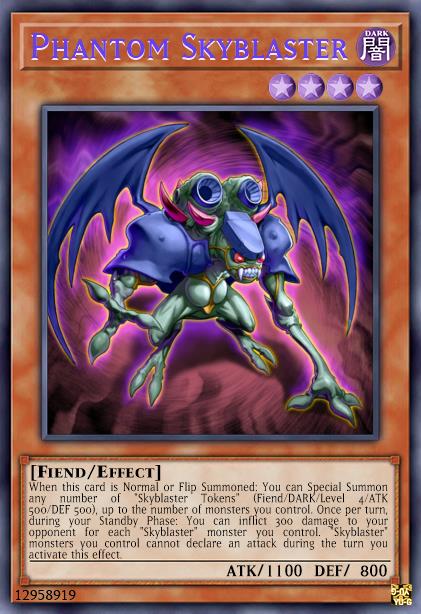 Phantom Skyblaster
DARK
闇
[Fiend/Effect]
When this card is Normal or Flip Summoned: You can Special Summon
any number of "Skyblaster Tokens" (Fiend/DARK/Level 4/ATK
500/DEF 500), up to the number of monsters you control. Once per turn,
during your Standby Phase: You can inflict 300 damage to your
opponent for each "Skyblaster" monster you control. "Skyblaster"
monsters you control cannot declare an attack during the turn you
activate this effect.
ATK/1100 DEF/ 800
12958919